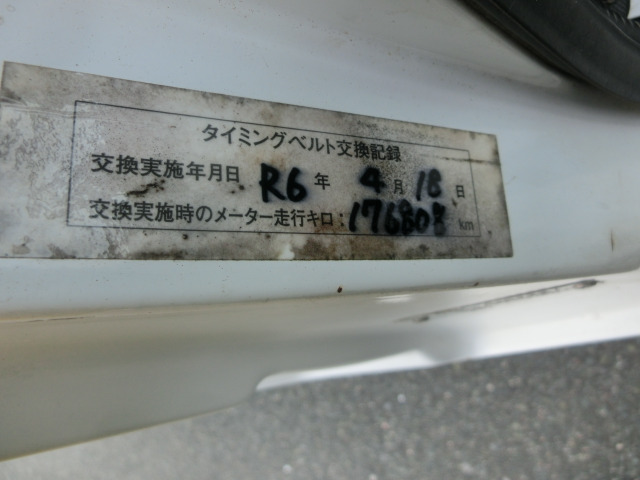 タイミングベルト交換記録
交換実施年月日 R6 年 4 月 18 日
交換実施時のメーター走行キロ:176808 km